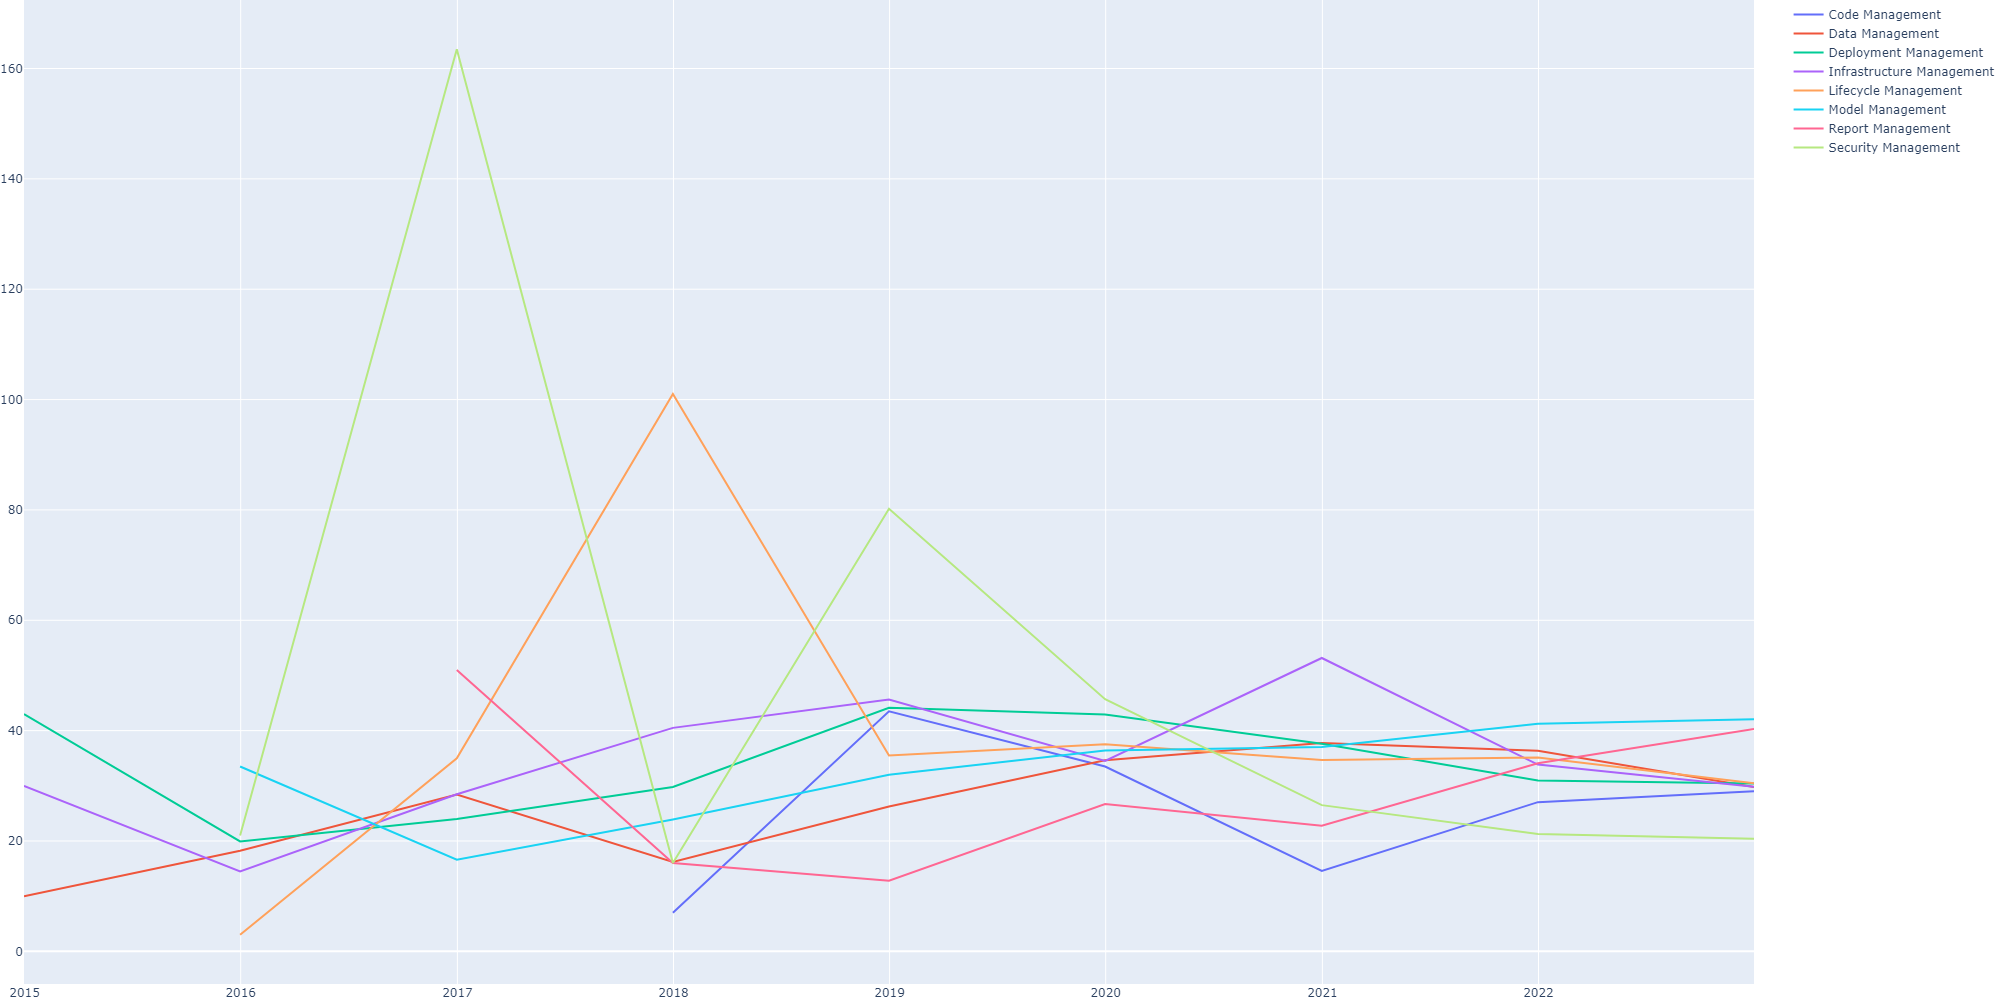 160
140
120
100
80
60
40
20
0
2015 2016 2017 2018 2019 2020 2021 2022
Code Management
Data Management
Deployment Management
Infrastructure Management
Lifecycle Management
Model Management
Report Management
Security Management